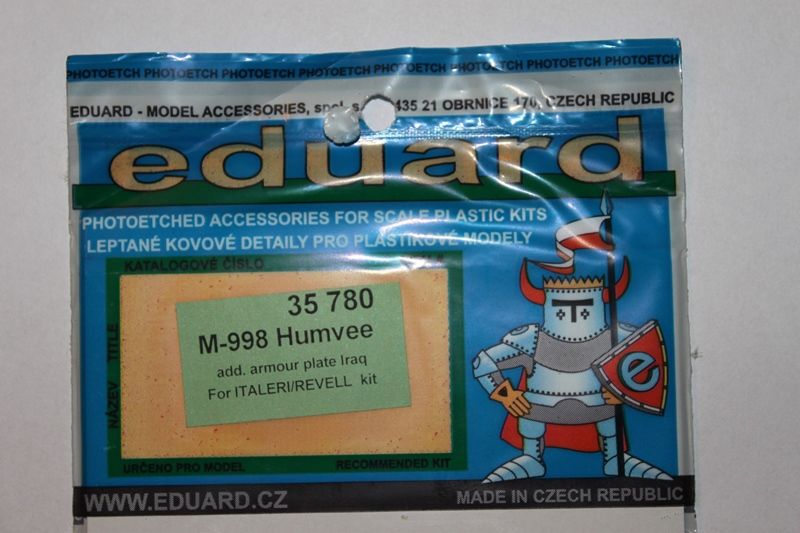 PHOTOETCH PHOTOETCH PHOTOETCH PHOTOETCH PHOTOETCH PHOTOETCH PHOTOETCH PHOTOETCH
EDUARD - MODEL ACCESSORIES, spol. s 435 21 OBRNICE 170, CZECH REPUBLIC
eduard
PHOTOETCHED ACCESSORIES FOR SCALE PLASTIC KITS
LEPTANÉ KOVOVÉ DETAILY PRO PLASTIKOVÉ MODELY
KATALOGOVÉ ČÍSLO
NÁZEV TITLE
35 780
M-998 Humvee
add. armour plate Iraq
For ITALERI/REVELL kit
URČENO PRO MODEL RECOMMENDED KIT
e
WWW.EDUARD.CZ MADE IN CZECH REPUBLIC